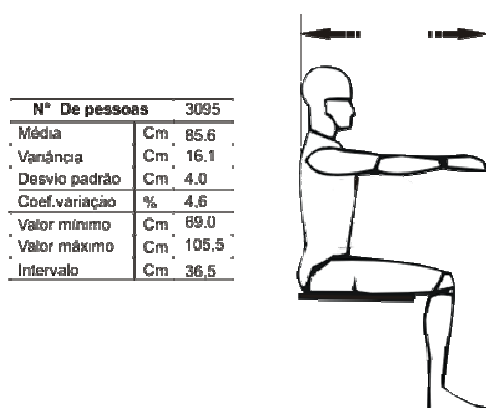 N° De pessoas 3095
Média Cm 85.6
Variância Cm 16.1
Desvio padrão Cm 4.0
Coef.variação % 4.6
Valor mínimo Cm 69.0
Valor máximo Cm 105,5
Intervalo Cm 36,5